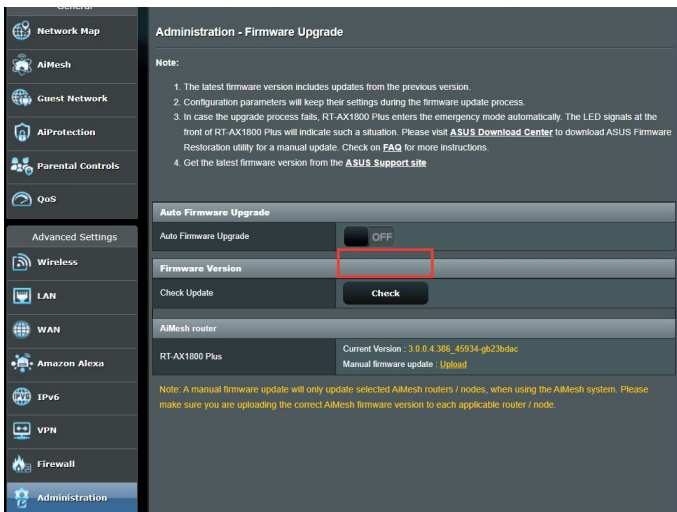 General
Network Map
AiMesh
Guest Network
AiProtection
Parental Controls
QoS
Advanced Settings
Wireless
LAN
WAN
Amazon Alexa
IPv6
VPN
Firewall
Administration
Administration - Firmware Upgrade
Note:
1. The latest firmware version includes updates from the previous version.
2. Configuration parameters will keep their settings during the firmware update process.
3. In case the upgrade process fails, RT-AX1800 Plus enters the emergency mode automatically. The LED signals at the
front of RT-AX1800 Plus will indicate such a situation. Please visit ASUS Download Center to download ASUS Firmware
Restoration utility for a manual update. Check on FAQ for more instructions.
4. Get the latest firmware version from the ASUS Support site
Auto Firmware Upgrade
Auto Firmware Upgrade OFF
Firmware Version
Check Update Check
AiMesh router
RT-AX1800 Plus
Current Version : 3.0.0.4.386_45934-gb23bdac
Manual firmware update : Upload
Note: A manual firmware update will only update selected AiMesh routers / nodes, when using the AiMesh system. Please
make sure you are uploading the correct AiMesh firmware version to each applicable router / node.